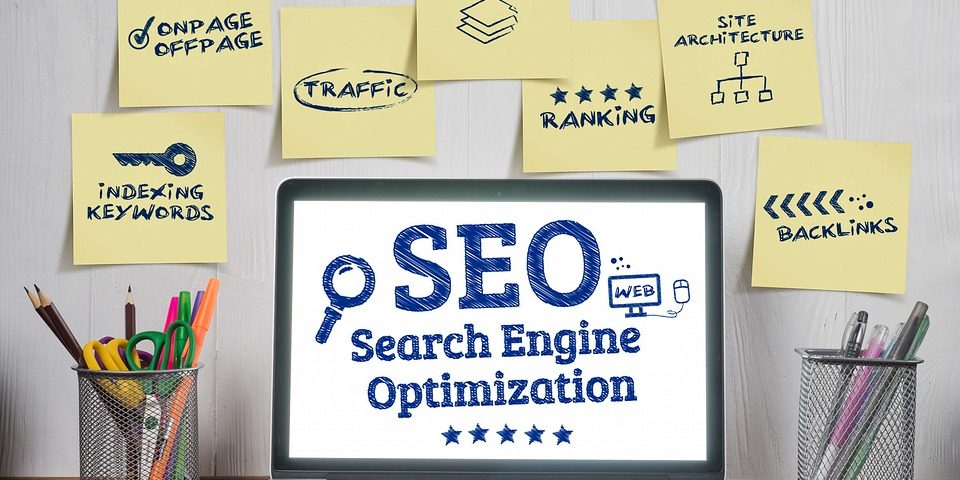 ONPAGE
OFFPAGE
TRAFFIC
RANKING
SITE
ARCHITECTURE
INDEXING
KEYWORDS
BACKLINKS
SEO
WEB
Search Engine
Optimization